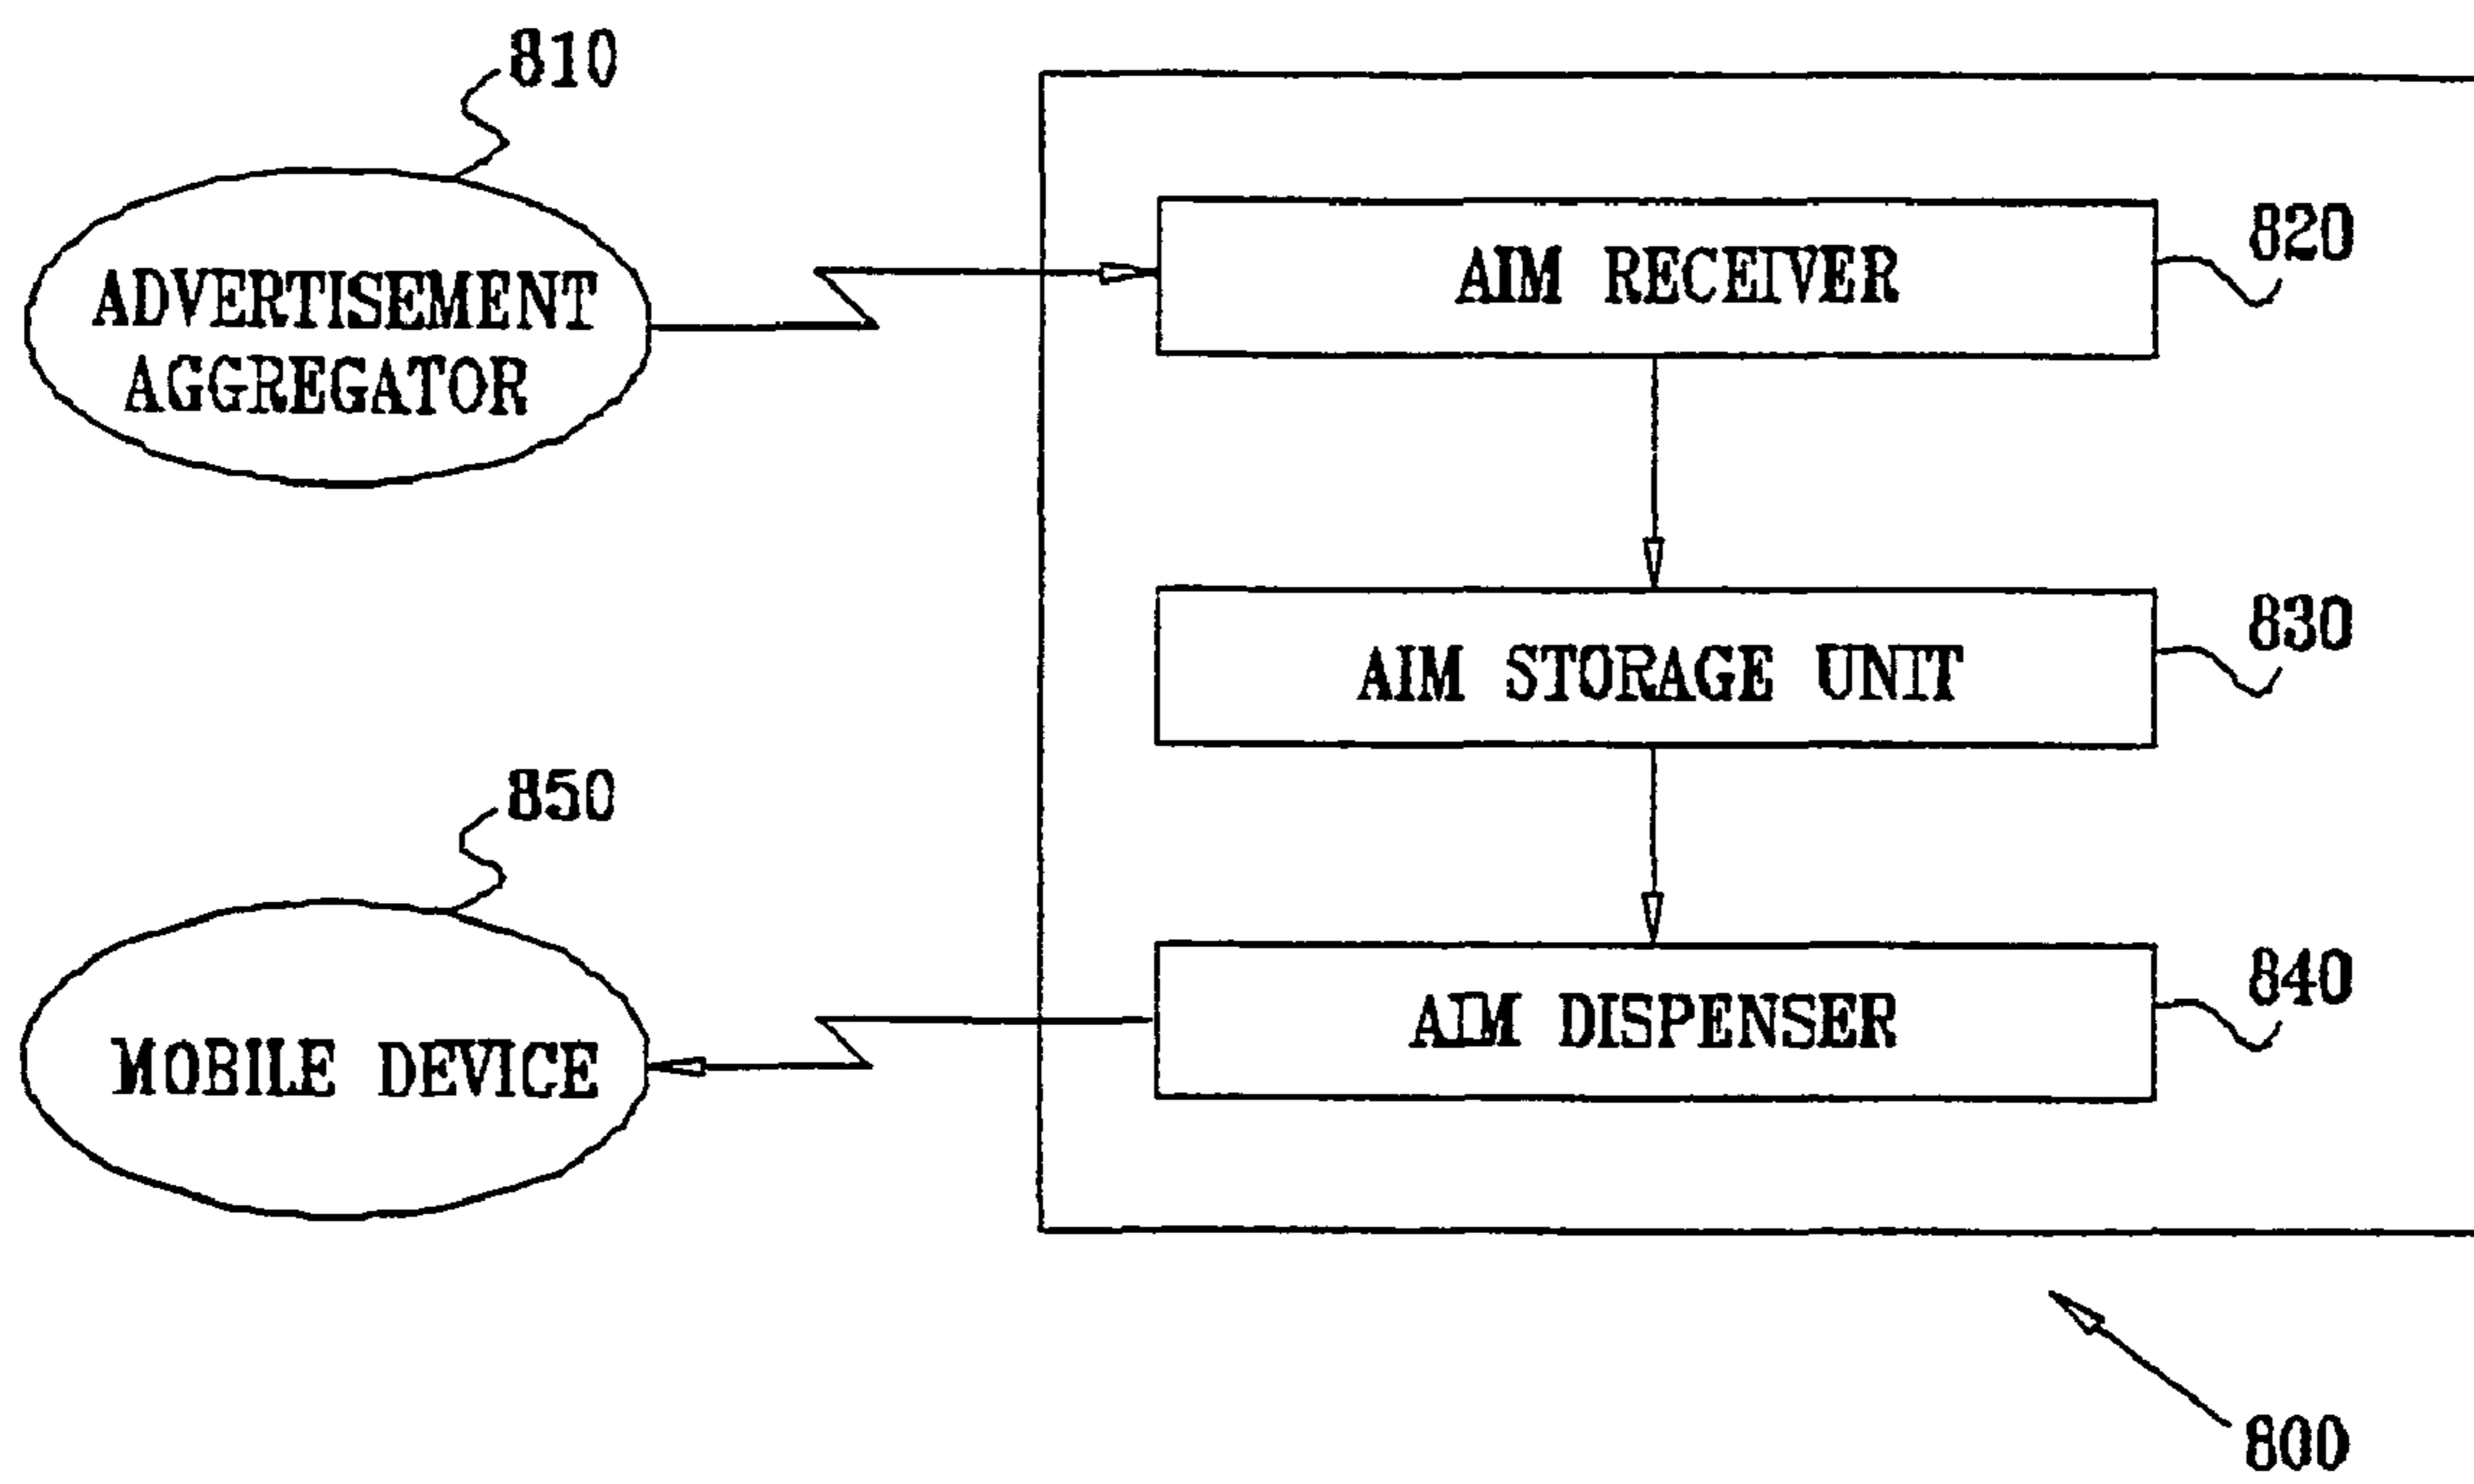 810
ADVERTISEMENT
AGGREGATOR
AIM RECEIVER
820
AIM STORAGE UNIT
830
850
MOBILE DEVICE
AIM DISPENSER
840
800